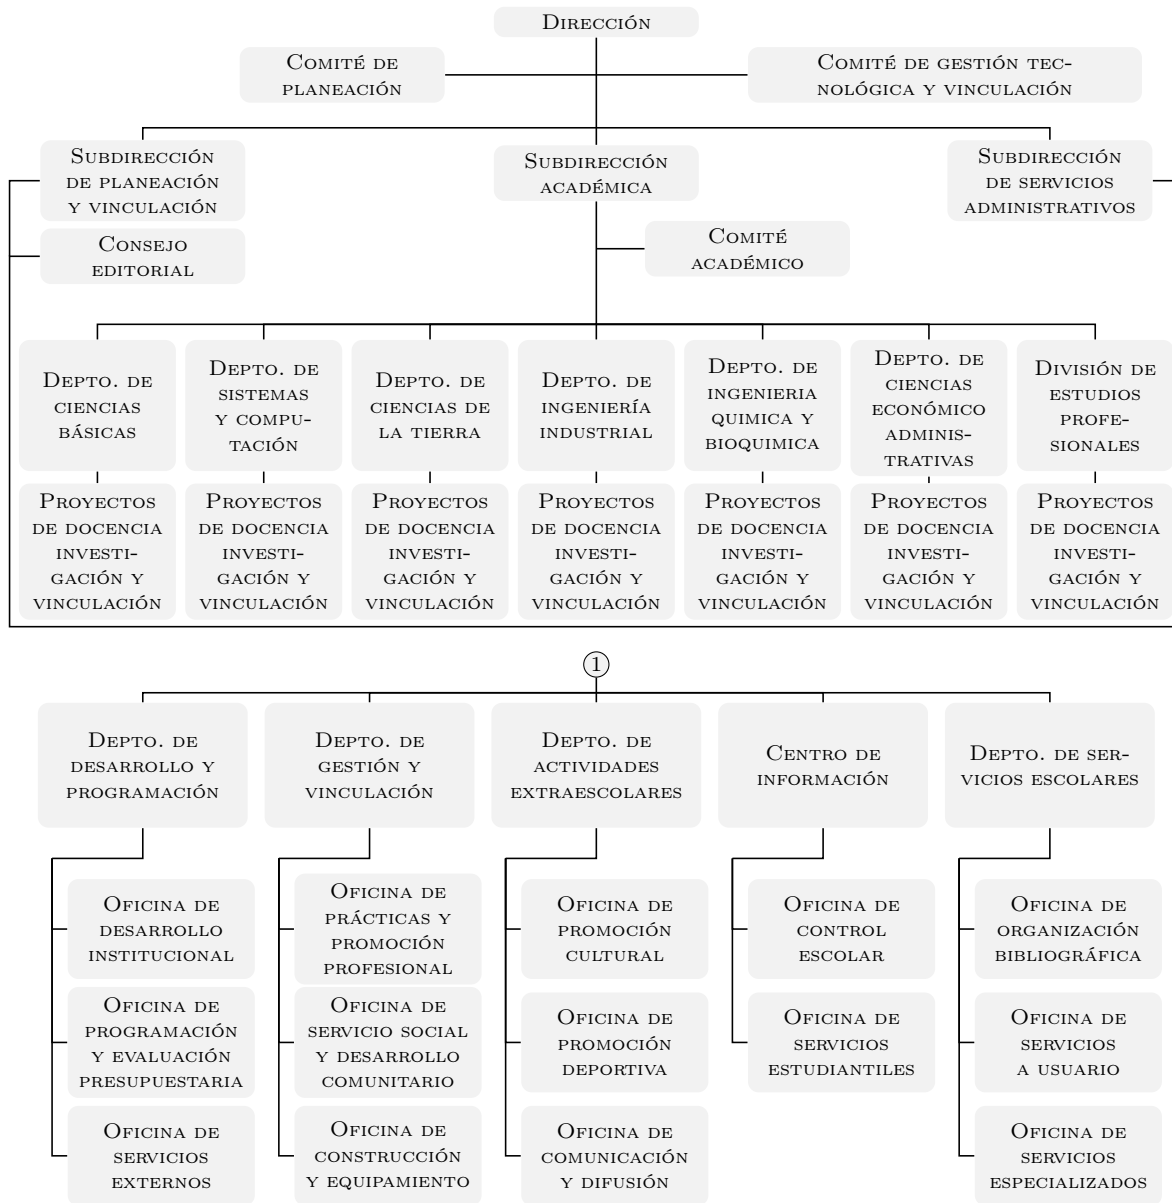 Dirección
Comité de
planeación
Comité de gestión tec-
nológica y vinculación
Subdirección
de planeación
y vinculación
Subdirección
académica
Subdirección
de servicios
administrativos
Consejo
editorial
Comité
académico
Depto. de
ciencias
básicas
Depto. de
sistemas
y compu-
tación
Depto. de
ciencias de
la tierra
Depto. de
ingeniería
industrial
Depto. de
ingenieria
quimica y
bioquimica
Depto. de
ciencias
económico
adminis-
trativas
División de
estudios
profe-
sionales
Proyectos
de docencia
investi-
gación y
vinculación
Proyectos
de docencia
investi-
gación y
vinculación
Proyectos
de docencia
investi-
gación y
vinculación
Proyectos
de docencia
investi-
gación y
vinculación
Proyectos
de docencia
investi-
gación y
vinculación
Proyectos
de docencia
investi-
gación y
vinculación
Proyectos
de docencia
investi-
gación y
vinculación
1
Depto. de
desarrollo y
programación
Depto. de
gestión y
vinculación
Depto. de
actividades
extraescolares
Centro de
información
Depto. de ser-
vicios escolares
Oficina de
desarrollo
institucional
Oficina de
prácticas y
promoción
profesional
Oficina de
promoción
cultural
Oficina de
control
escolar
Oficina de
organización
bibliográfica
Oficina de
programación
y evaluación
presupuestaria
Oficina de
servicio social
y desarrollo
comunitario
Oficina de
promoción
deportiva
Oficina de
servicios
estudiantiles
Oficina de
servicios
a usuario
Oficina de
servicios
externos
Oficina de
construcción
y equipamiento
Oficina de
comunicación
y difusión
Oficina de
servicios
especializados